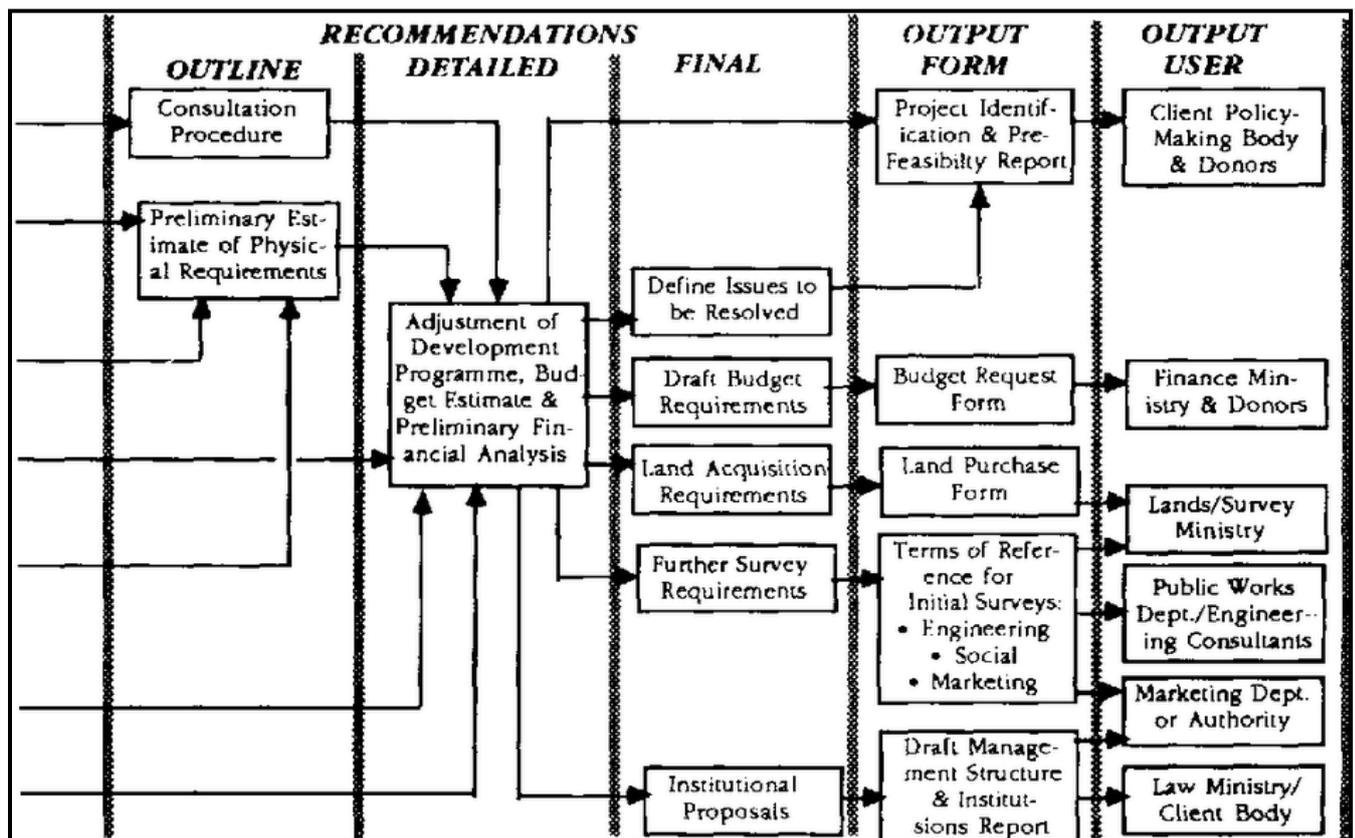 RECOMMENDATIONS
OUTLINE
DETAILED
FINAL
OUTPUT
FORM
OUTPUT
USER
Consultation
Procedure
Preliminary Est-
imate of Physic-
al Requirements
Adjustment of
Development
Programme, Bud-
get Estimate &
Preliminary Fin-
ancial Analysis
Define Issues to
be Resolved
Draft Budget
Requirements
Land Acquisition
Requirements
Further Survey
Requirements
Institutional
Proposals
Project Identif-
ication & Pre-
Feasibilty Report
Budget Request
Form
Land Purchase
Form
Terms of Refer-
ence for
Initial Surveys:
• Engineering
• Social
• Marketing
Draft Manage-
ment Structure
& Institut-
sions Report
Client Policy-
Making Body
& Donors
Finance Min-
istry & Donors
Lands/Survey
Ministry
Public Works
Dept./Engineer-
ing Consultants
Marketing Dept.
or Authority
Law Ministry/
Client Body